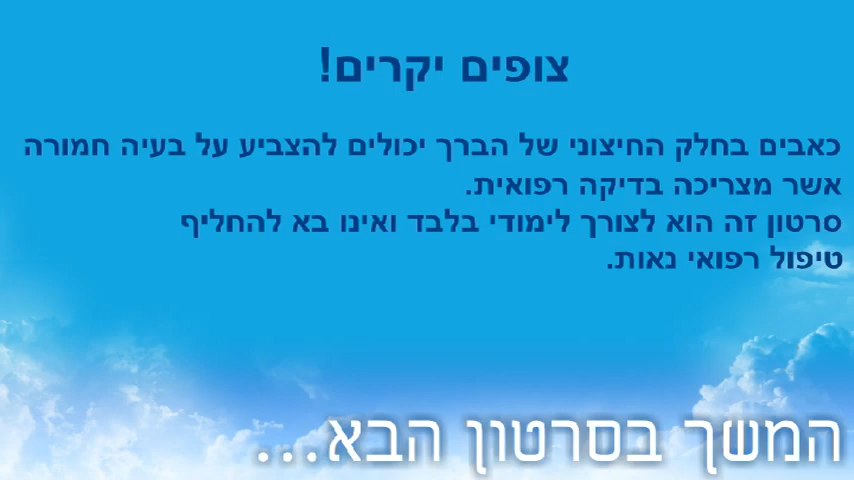 צופים יקרים!
כאבים בחלק החיצוני של הברך יכולים להצביע על בעיה חמורה
אשר מצריכה בדיקה רפואית.
סרטון זה הוא לצורך לימודי בלבד ואינו בא להחליף
טיפול רפואי נאות.
המשך בסרטון הבא...